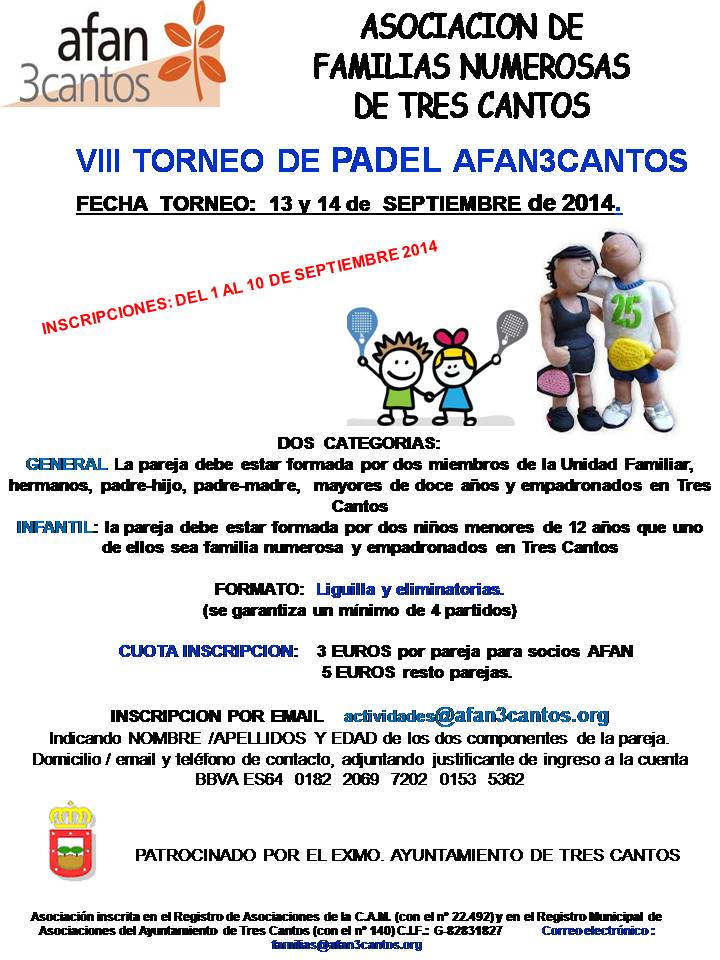 afan
3cantos
ASOCIACION DE
FAMILIAS NUMEROSAS
DE TRES CANTOS
VIII TORNEO DE PADEL AFAN3CANTOS
FECHA TORNEO: 13 y 14 de SEPTIEMBRE de 2014.
INSCRIPCIONES: DEL 1 AL 10 DE SEPTIEMBRE 2014
25
DOS CATEGORIAS:
GENERAL. La pareja debe estar formada por dos miembros de la Unidad Familiar,
hermanos, padre-hijo, padre-madre, mayores de doce años y empadronados en Tres
Cantos
INFANTIL: la pareja debe estar formada por dos niños menores de 12 años que uno
de ellos sea familia numerosa y empadronados en Tres Cantos
FORMATO: Liguilla y eliminatorias.
(se garantiza un mínimo de 4 partidos)
CUOTA INSCRIPCION: 3 EUROS por pareja para socios AFAN
5 EUROS resto parejas.
INSCRIPCION POR EMAIL actividades@afan3cantos.org
Indicando NOMBRE /APELLIDOS Y EDAD de los dos componentes de la pareja.
Domicilio / email y teléfono de contacto, adjuntando justificante de ingreso a la cuenta
BBVA ES64 0182 2069 7202 0153 5362
PATROCINADO POR EL EXMO. AYUNTAMIENTO DE TRES CANTOS
Asociación inscrita en el Registro de Asociaciones de la C.A.M. (con el nº 22.492) y en el Registro Municipal de
Asociaciones del Ayuntamiento de Tres Cantos (con el nº 140) C.I.F.: G-82831827 Correo electrónico :
familias@afan3cantos.org